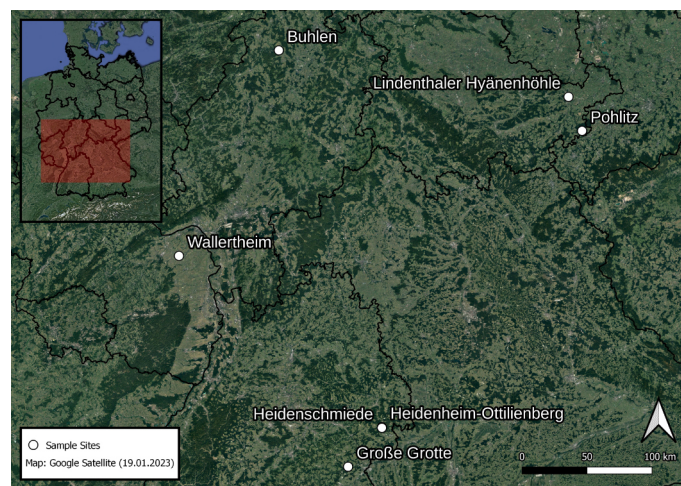 Buhlen
Lindenthaler Hyänenhöhle
Pöhlitz
Wallertheim
Heidenschmiede
Heidenheim-Ottilienberg
Große Grotte
Sample Sites
Map: Google Satellite (19.01.2023)
0 50 100 km